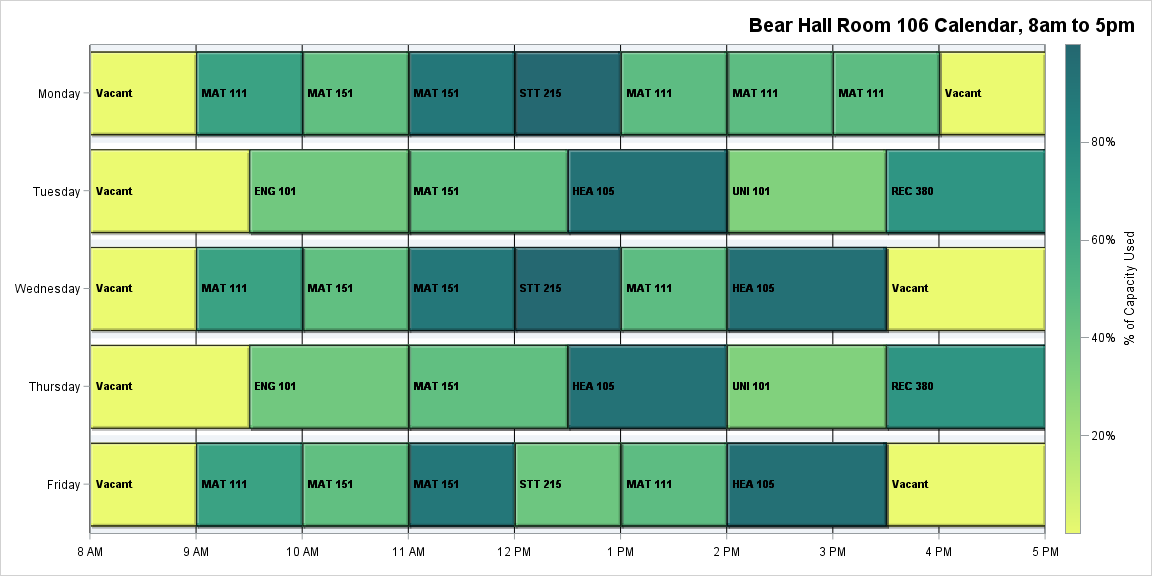 Bear Hall Room 106 Calendar, 8am to 5pm
Monday
Vacant
MAT 111
MAT 151
MAT 151
STT 215
MAT 111
MAT 111
MAT 111
Vacant
Tuesday
Vacant
ENG 101
MAT 151
HEA 105
UNI 101
REC 380
Wednesday
Vacant
MAT 111
MAT 151
MAT 151
STT 215
MAT 111
HEA 105
Vacant
Thursday
Vacant
ENG 101
MAT 151
HEA 105
UNI 101
REC 380
Friday
Vacant
MAT 111
MAT 151
MAT 151
STT 215
MAT 111
HEA 105
Vacant
8 AM
9 AM
10 AM
11 AM
12 PM
1 PM
2 PM
3 PM
4 PM
5 PM
80%
60%
40%
20%
% of Capacity Used